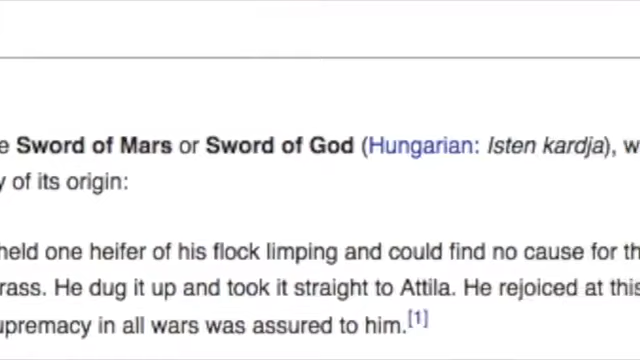 e Sword of Mars or Sword of God (Hungarian: Isten kardja), w
y of its origin:
held one heifer of his flock limping and could find no cause for th
rass. He dug it up and took it straight to Attila. He rejoiced at this
upremacy in all wars was assured to him.[1]